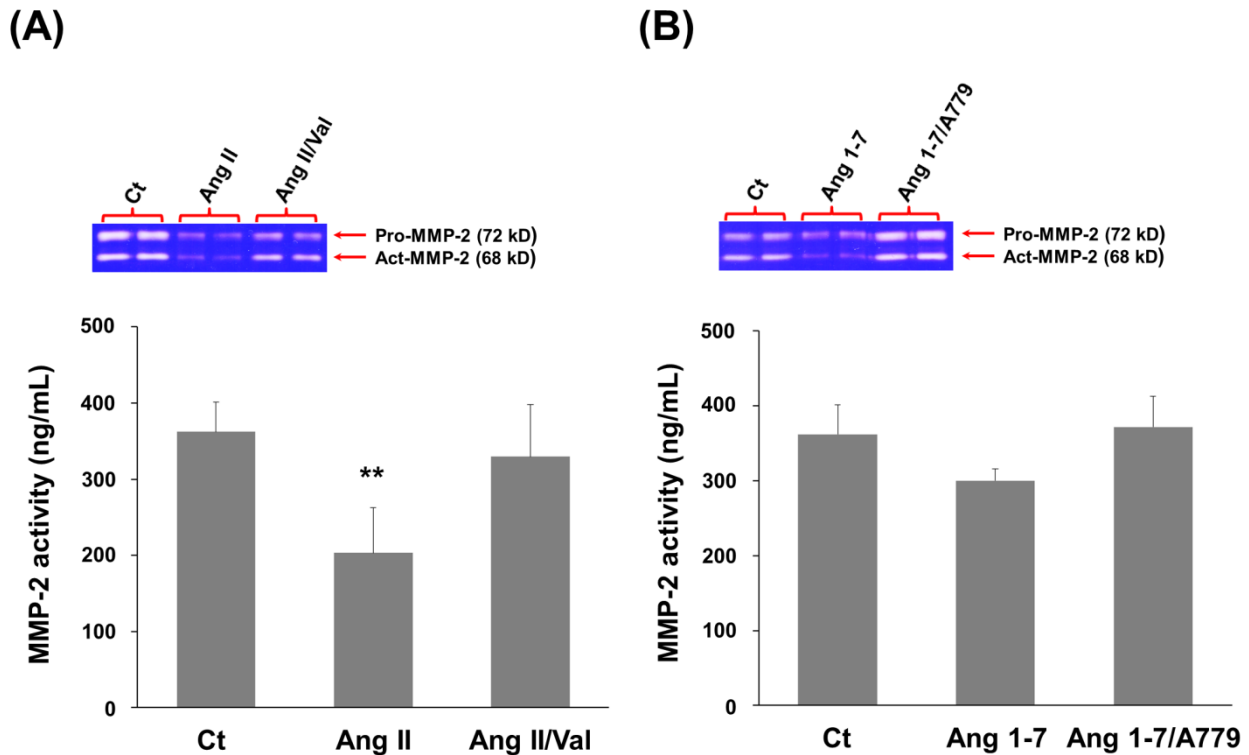 (A)
Ct
Ang II
Ang II/Val
Pro-MMP-2 (72 kD)
Act-MMP-2 (68 kD)
MMP-2 activity (ng/mL)
500
400
300
200
100
0
**
Ct
Ang II
Ang II/Val
(B)
Ct
Ang 1-7
Ang 1-7/A779
Pro-MMP-2 (72 kD)
Act-MMP-2 (68 kD)
MMP-2 activity (ng/mL)
500
400
300
200
100
0
Ct
Ang 1-7
Ang 1-7/A779